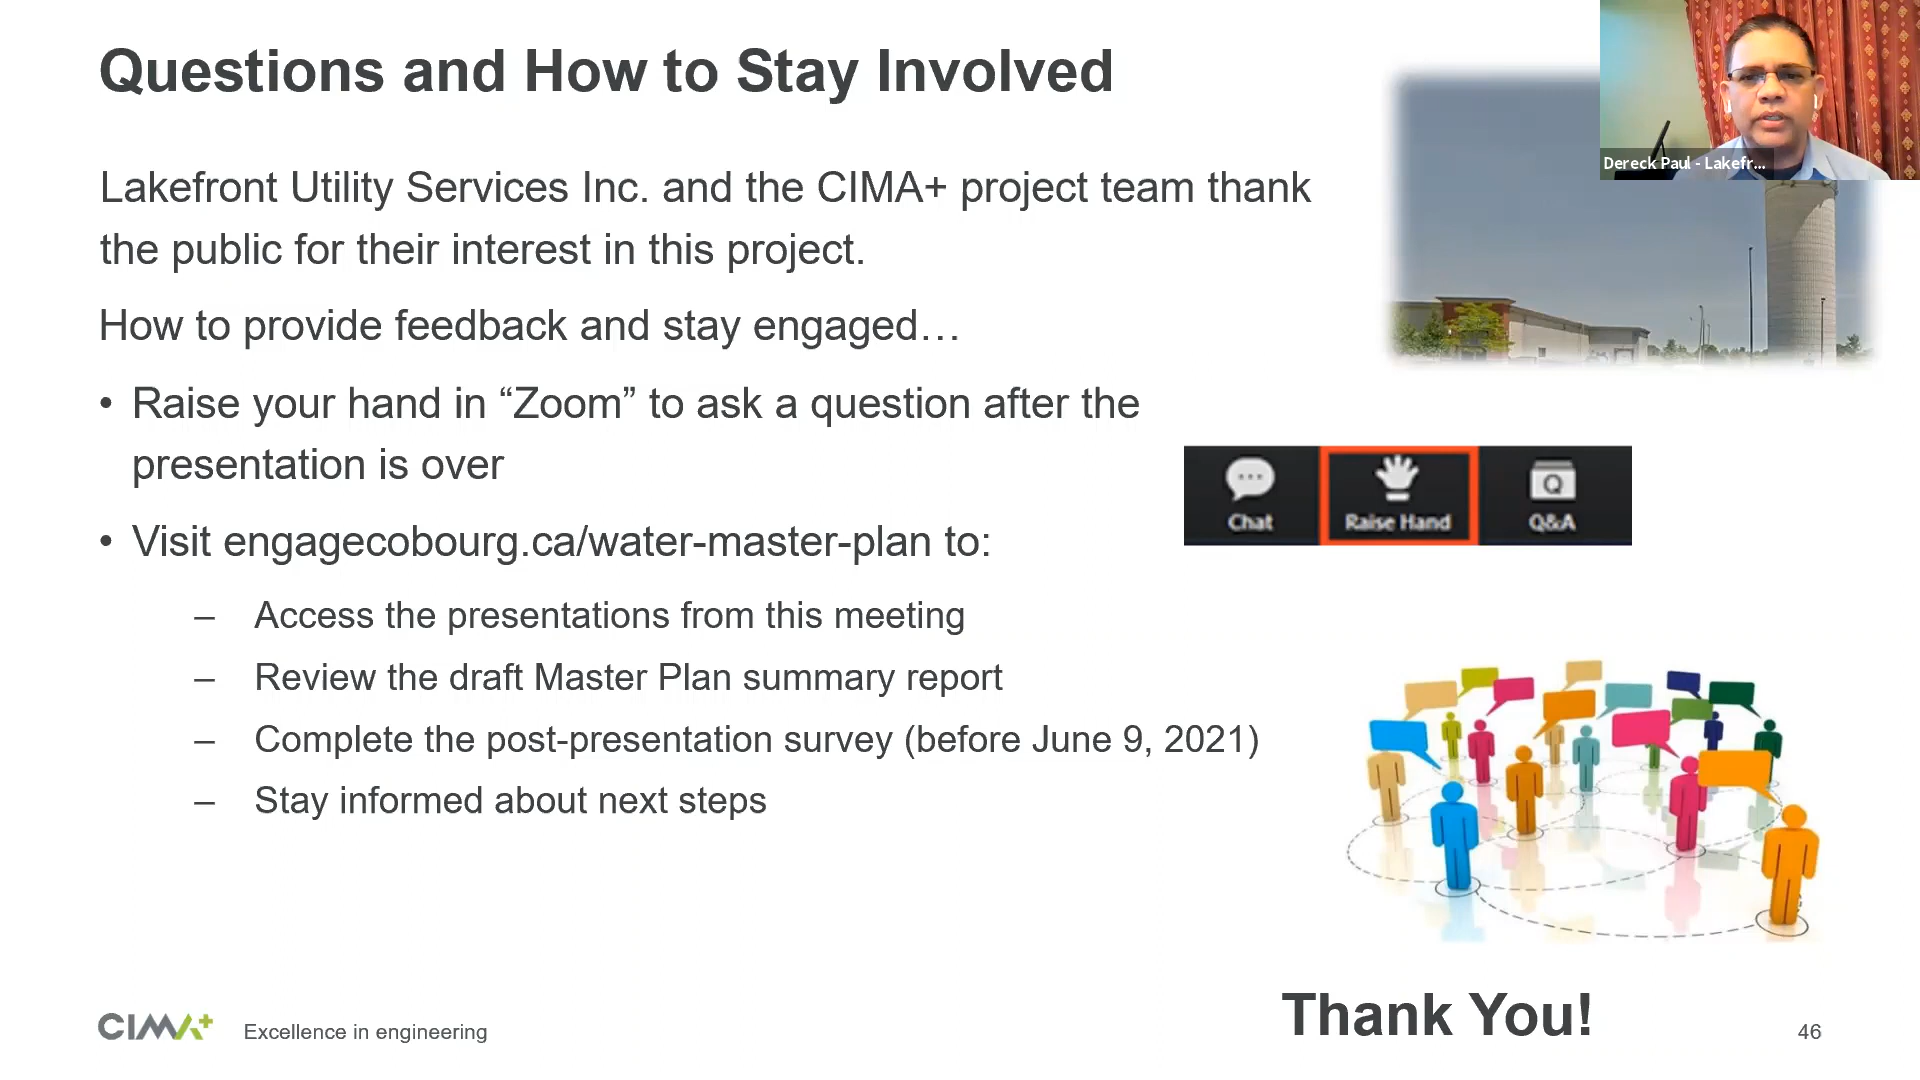 Questions and How to Stay Involved
Dereck Paul - Lakefr...
Lakefront Utility Services Inc. and the CIMA+ project team thank
the public for their interest in this project.
How to provide feedback and stay engaged…
• Raise your hand in “Zoom” to ask a question after the
presentation is over
Chat
Raise Hand
Q&A
• Visit engagecobourg.ca/water-master-plan to:
– Access the presentations from this meeting
– Review the draft Master Plan summary report
– Complete the post-presentation survey (before June 9, 2021)
– Stay informed about next steps
Thank You!
CIMA+
Excellence in engineering
46